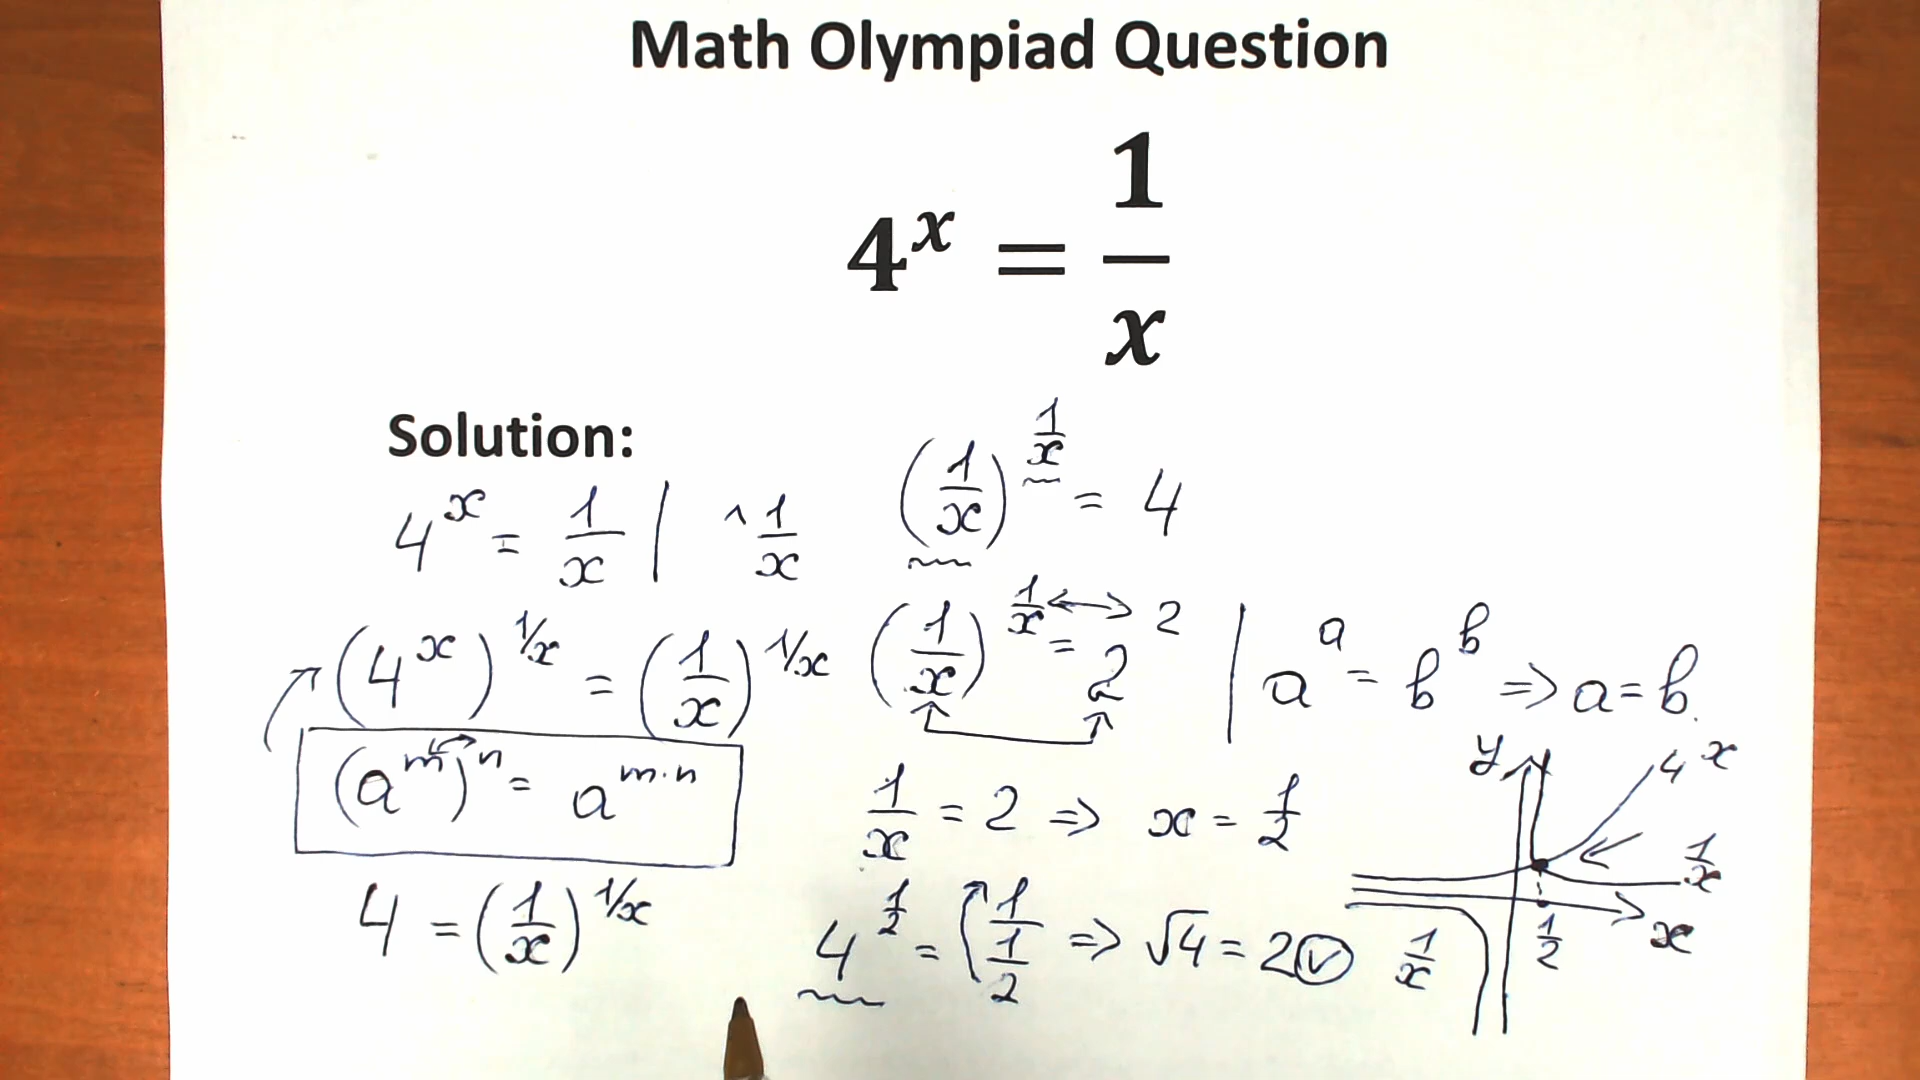 Math Olympiad Question
4^x = 1/x
Solution:
4^x = 1/x | ^ 1/x
(4^x)^1/x = (1/x)^1/x
(a^m)^n = a^m·n
4 = (1/x)^1/x
(1/x)^1/x = 4
(1/x)^1/x = 2^2 | a^a = b^b => a = b.
1/x = 2 => x = 1/2
4^1/2 = 1/(1/2) => √4 = 2 ✓
y
4^x
1/x
x
1/2
1/x